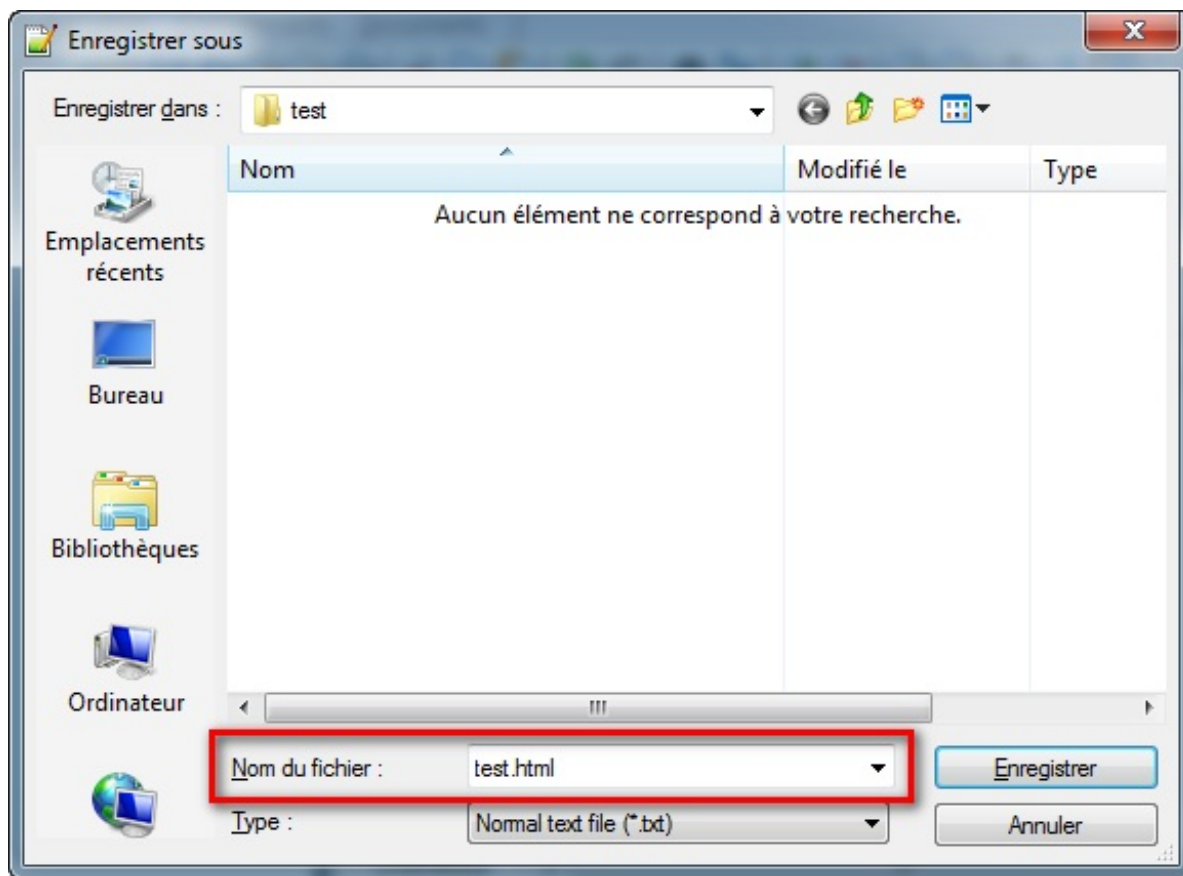 Enregistrer sous
Enregistrer dans :
test
Nom
Modifié le
Type
Aucun élément ne correspond à votre recherche.
Emplacements
récents
Bureau
Bibliothèques
Ordinateur
Nom du fichier :
test.html
Enregistrer
Type :
Normal text file (*.txt)
Annuler